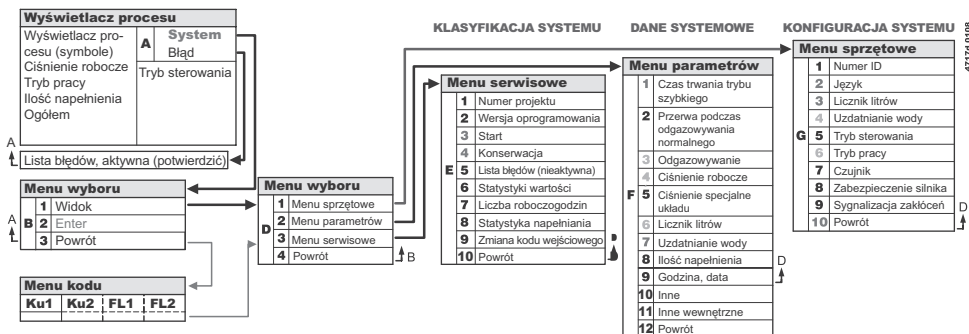 Wyświetlacz procesu
Wyświetlacz pro-
cesu (symbole)
Ciśnienie robocze
Tryb pracy
Ilość napełnienia
Ogółem
A
System
Błąd
Tryb sterowania
A
Lista błędów, aktywna (potwierdzić)
Menu wyboru
A
B
1 Widok
2 Enter
3 Powrót
Menu kodu
Ku1 Ku2 FL1 FL2
Menu wyboru
D
1 Menu sprzętowe
2 Menu parametrów
3 Menu serwisowe
4 Powrót
B
KLASYFIKACJA SYSTEMU
Menu serwisowe
E
1 Numer projektu
2 Wersja oprogramowania
3 Start
4 Konserwacja
5 Lista błędów (nieaktywna)
6 Statystyki wartości
7 Liczba roboczogodzin
8 Statystyka napełniania
9 Zmiana kodu wejściowego
10 Powrót
D
DANE SYSTEMOWE
Menu parametrów
F
1 Czas trwania trybu
szybkiego
2 Przerwa podczas
odgazowywania
normalnego
3 Odgazowywanie
4 Ciśnienie robocze
5 Ciśnienie specjalne
układu
6 Licznik litrów
7 Uzdatnianie wody
8 Ilość napełnienia
9 Godzina, data
10 Inne
11 Inne wewnętrzne
12 Powrót
D
KONFIGURACJA SYSTEMU
Menu sprzętowe
G
1 Numer ID
2 Język
3 Licznik litrów
4 Uzdatnianie wody
5 Tryb sterowania
6 Tryb pracy
7 Czujnik
8 Zabezpieczenie silnika
9 Sygnalizacja zakłóceń
10 Powrót
D